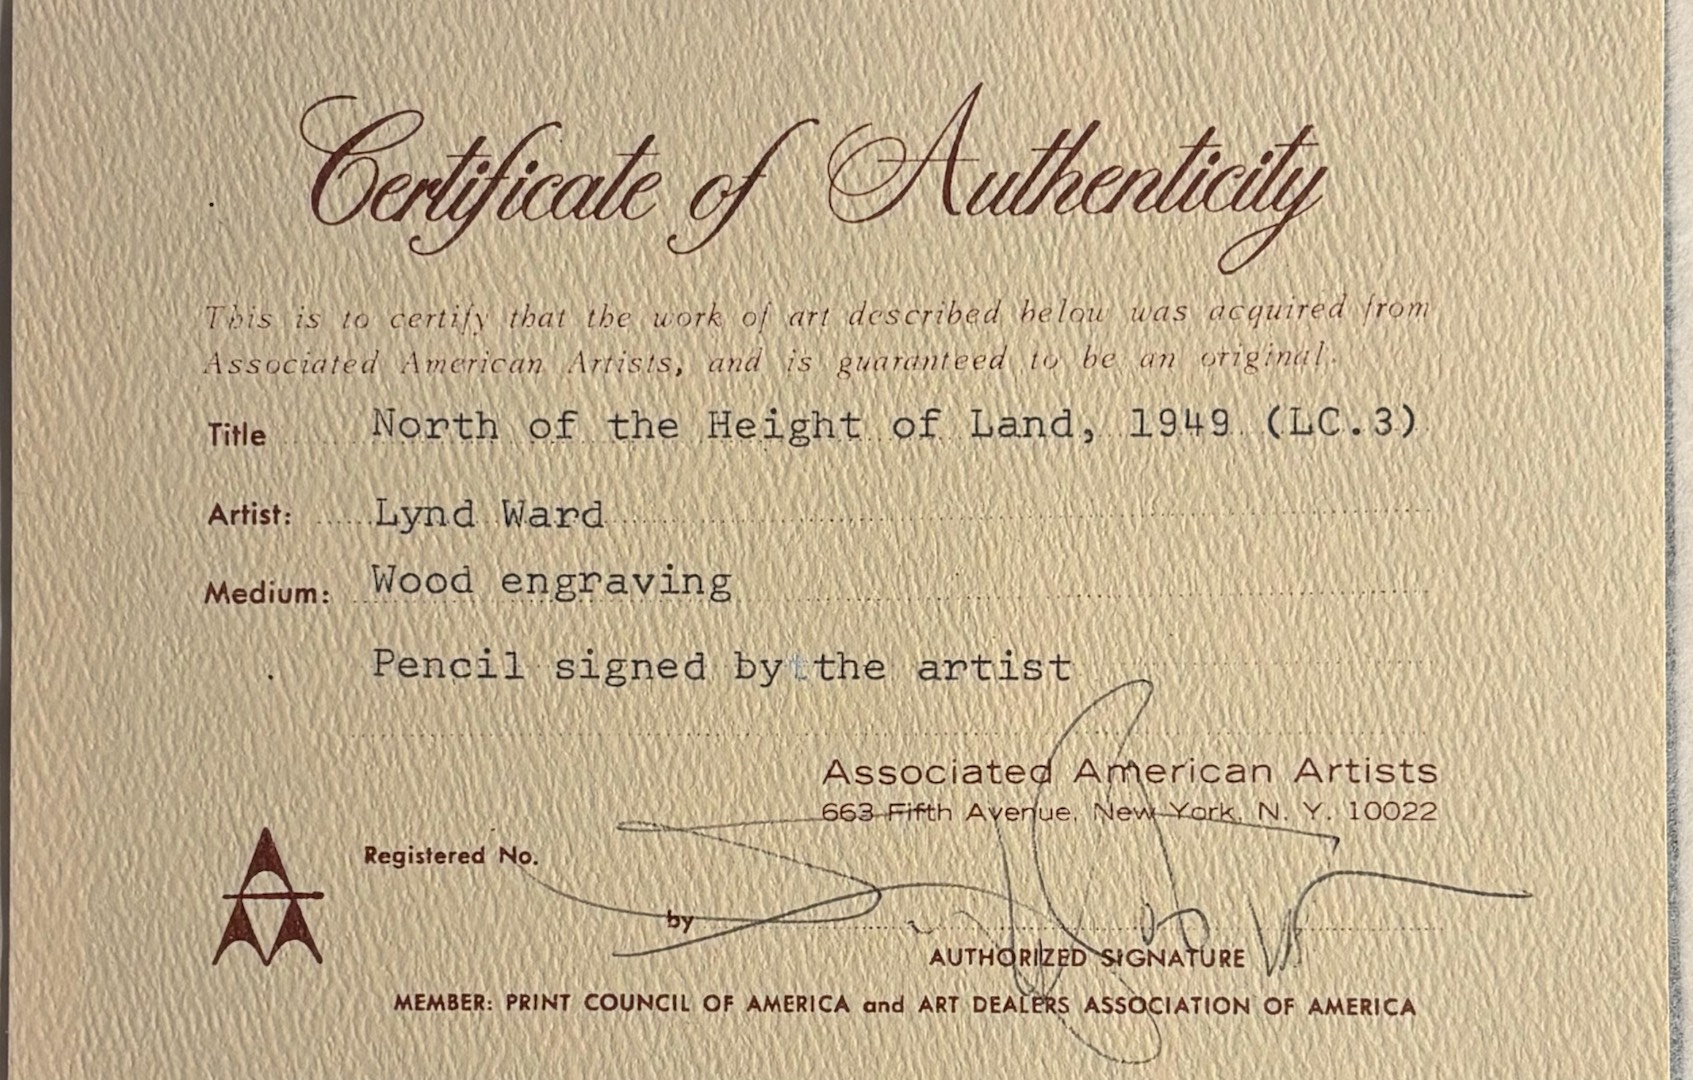 Certificate of Authenticity
This is to certify that the work of art described below was acquired from
Associated American Artists, and is guaranteed to be an original.
Title North of the Height of Land, 1949 (LC.3)
Artist: Lynd Ward
Medium: Wood engraving
Pencil signed by the artist
Associated American Artists
663 Fifth Avenue, New York, N. Y. 10022
Registered No.
by
AUTHORIZED SIGNATURE
MEMBER: PRINT COUNCIL OF AMERICA and ART DEALERS ASSOCIATION OF AMERICA